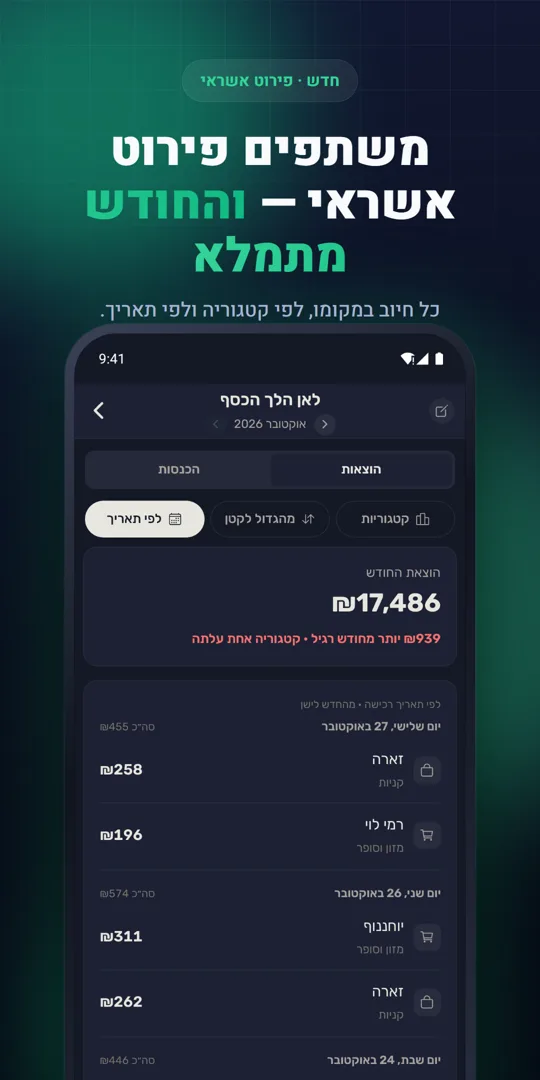 חדש · פירוט אשראי
משתפים פירוט
אשראי — והחודש
מתמלא
כל חיוב במקומו, לפי קטגוריה ולפי תאריך.
9:41
לאן הלך הכסף
אוקטובר 2026
הוצאות
הכנסות
קטגוריות
מהגדול לקטן
לפי תאריך
הוצאת החודש
₪17,486
₪939 יותר מחודש רגיל · קטגוריה אחת עלתה
לפי תאריך רכישה · מהחדש לישן
יום שלישי, 27 באוקטובר
סה״כ ₪455
זארה
₪258
קניות
רמי לוי
₪196
מזון וסופר
יום שני, 26 באוקטובר
סה״כ ₪574
יוחננוף
₪311
מזון וסופר
זארה
₪262
קניות
יום שבת, 24 באוקטובר
סה״כ ₪446